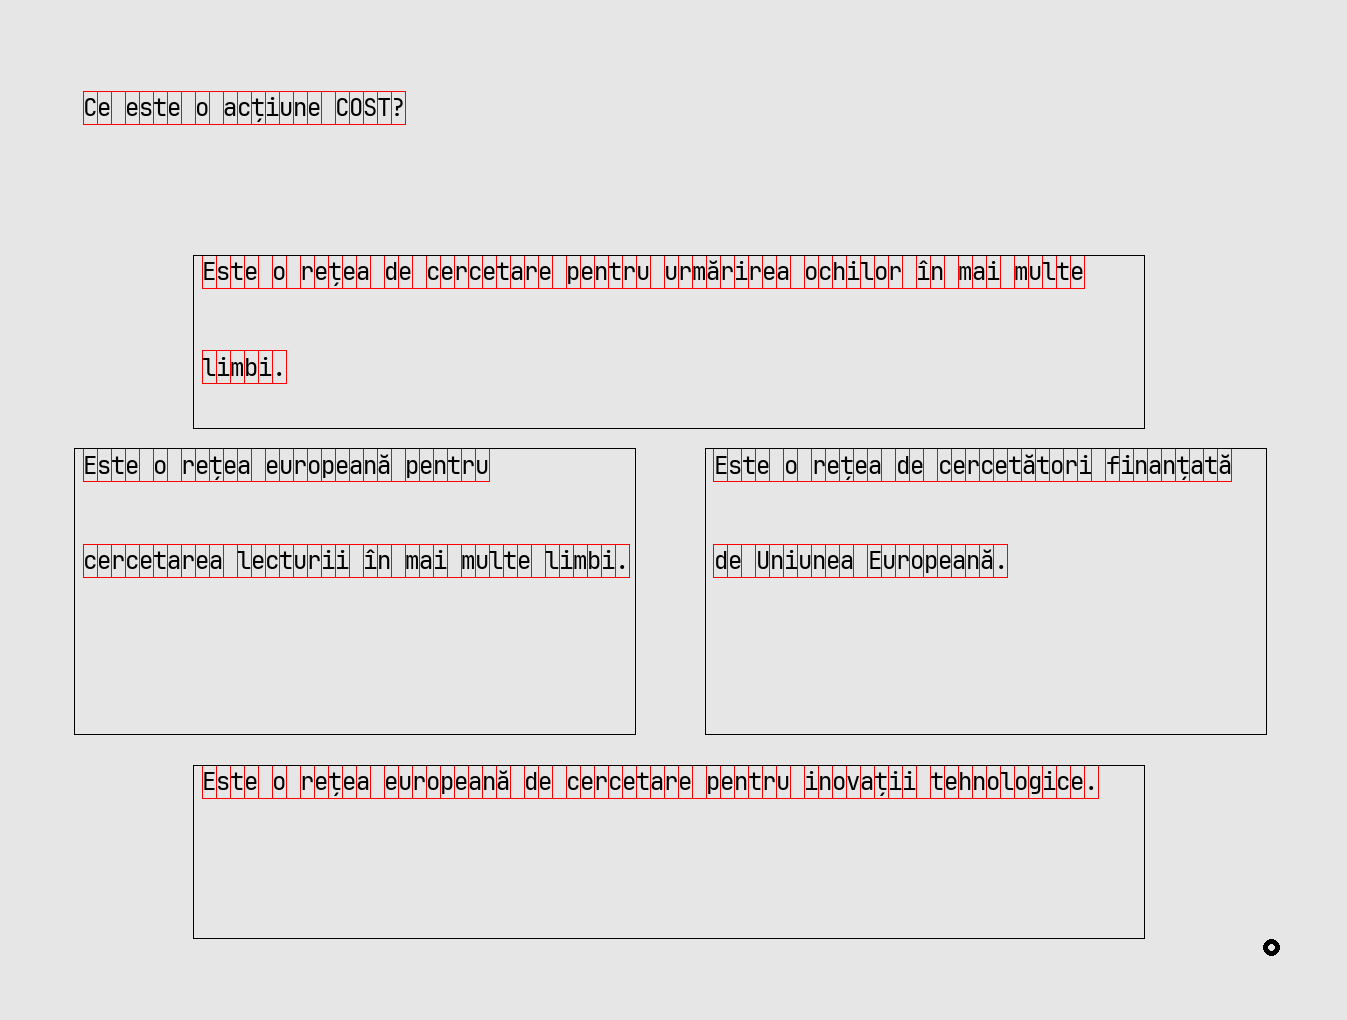 Ce este o acțiune COST?
Este o rețea de cercetare pentru urmărirea ochilor în mai multe
limbi.
Este o rețea europeană pentru
cercetarea lecturii în mai multe limbi.
Este o rețea de cercetători finanțată
de Uniunea Europeană.
Este o rețea europeană de cercetare pentru inovații tehnologice.